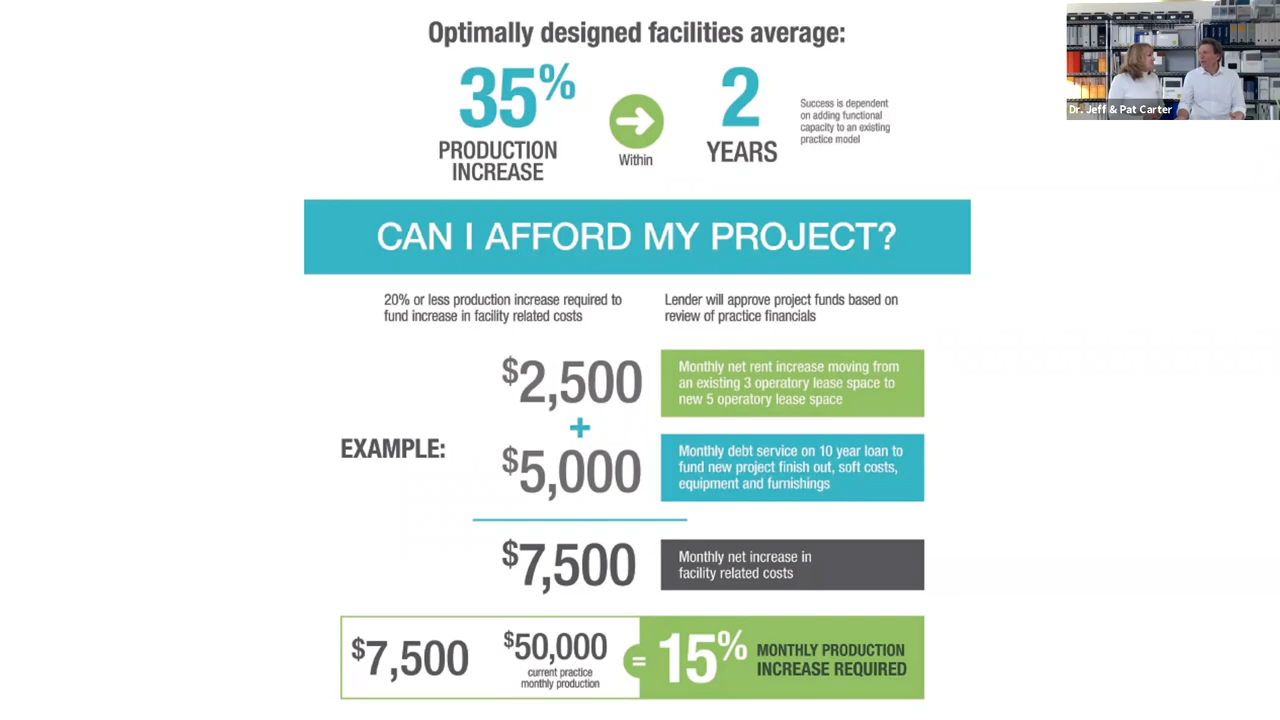 Optimally designed facilities average:
35%
PRODUCTION
INCREASE
Within
2
YEARS
Success is dependent
on adding functional
capacity to an existing
practice model
Dr. Jeff & Pat Carter
CAN I AFFORD MY PROJECT?
20% or less production increase required to
fund increase in facility related costs
Lender will approve project funds based on
review of practice financials
EXAMPLE:
$2,500
Monthly net rent increase moving from
an existing 3 operatory lease space to
new 5 operatory lease space
+
$5,000
Monthly debt service on 10 year loan to
fund new project finish out, soft costs,
equipment and furnishings
$7,500
Monthly net increase in
facility related costs
$7,500
$50,000
current practice
monthly production
=
15%
MONTHLY PRODUCTION
INCREASE REQUIRED